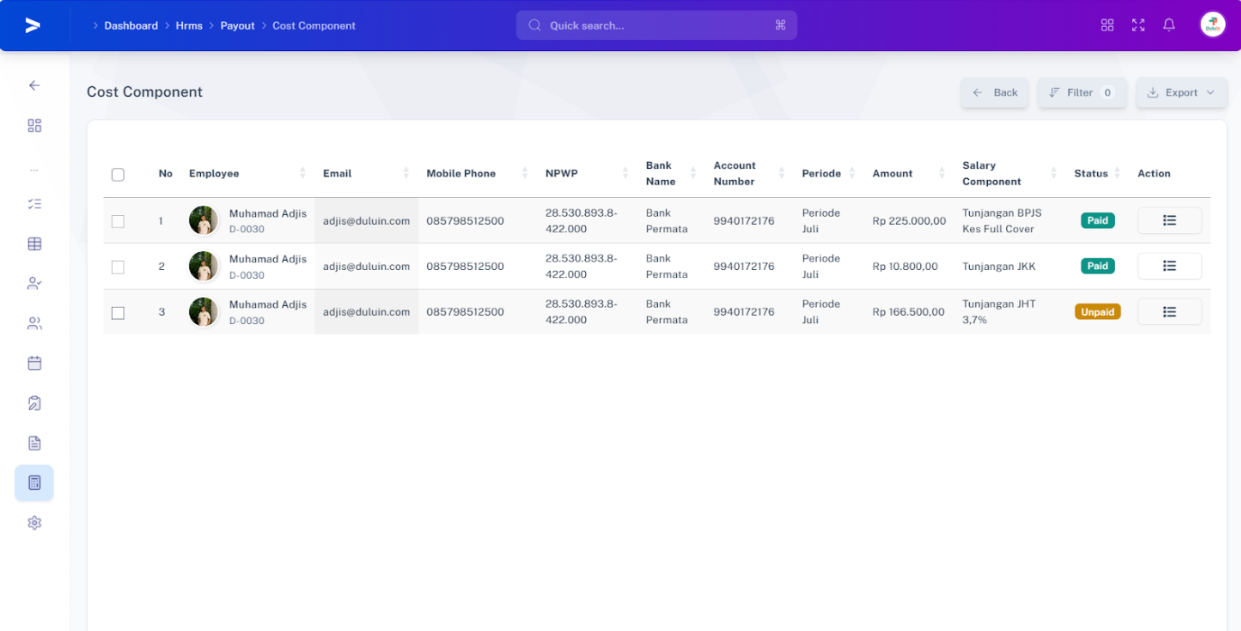 Dashboard > Hrms > Payout > Cost Component
Quick search...
⌘
Cost Component
Back
Filter 0
Export
No Employee Email Mobile Phone NPWP Bank Name Account Number Periode Amount Salary Component Status Action
1 Muhamad Adjis D-0030 adjis@duluin.com 085798512500 28.530.893.8-422.000 Bank Permata 9940172176 Periode Juli Rp 225.000,00 Tunjangan BPJS Kes Full Cover Paid
2 Muhamad Adjis D-0030 adjis@duluin.com 085798512500 28.530.893.8-422.000 Bank Permata 9940172176 Periode Juli Rp 10.800,00 Tunjangan JKK Paid
3 Muhamad Adjis D-0030 adjis@duluin.com 085798512500 28.530.893.8-422.000 Bank Permata 9940172176 Periode Juli Rp 166.500,00 Tunjangan JHT 3,7% Unpaid